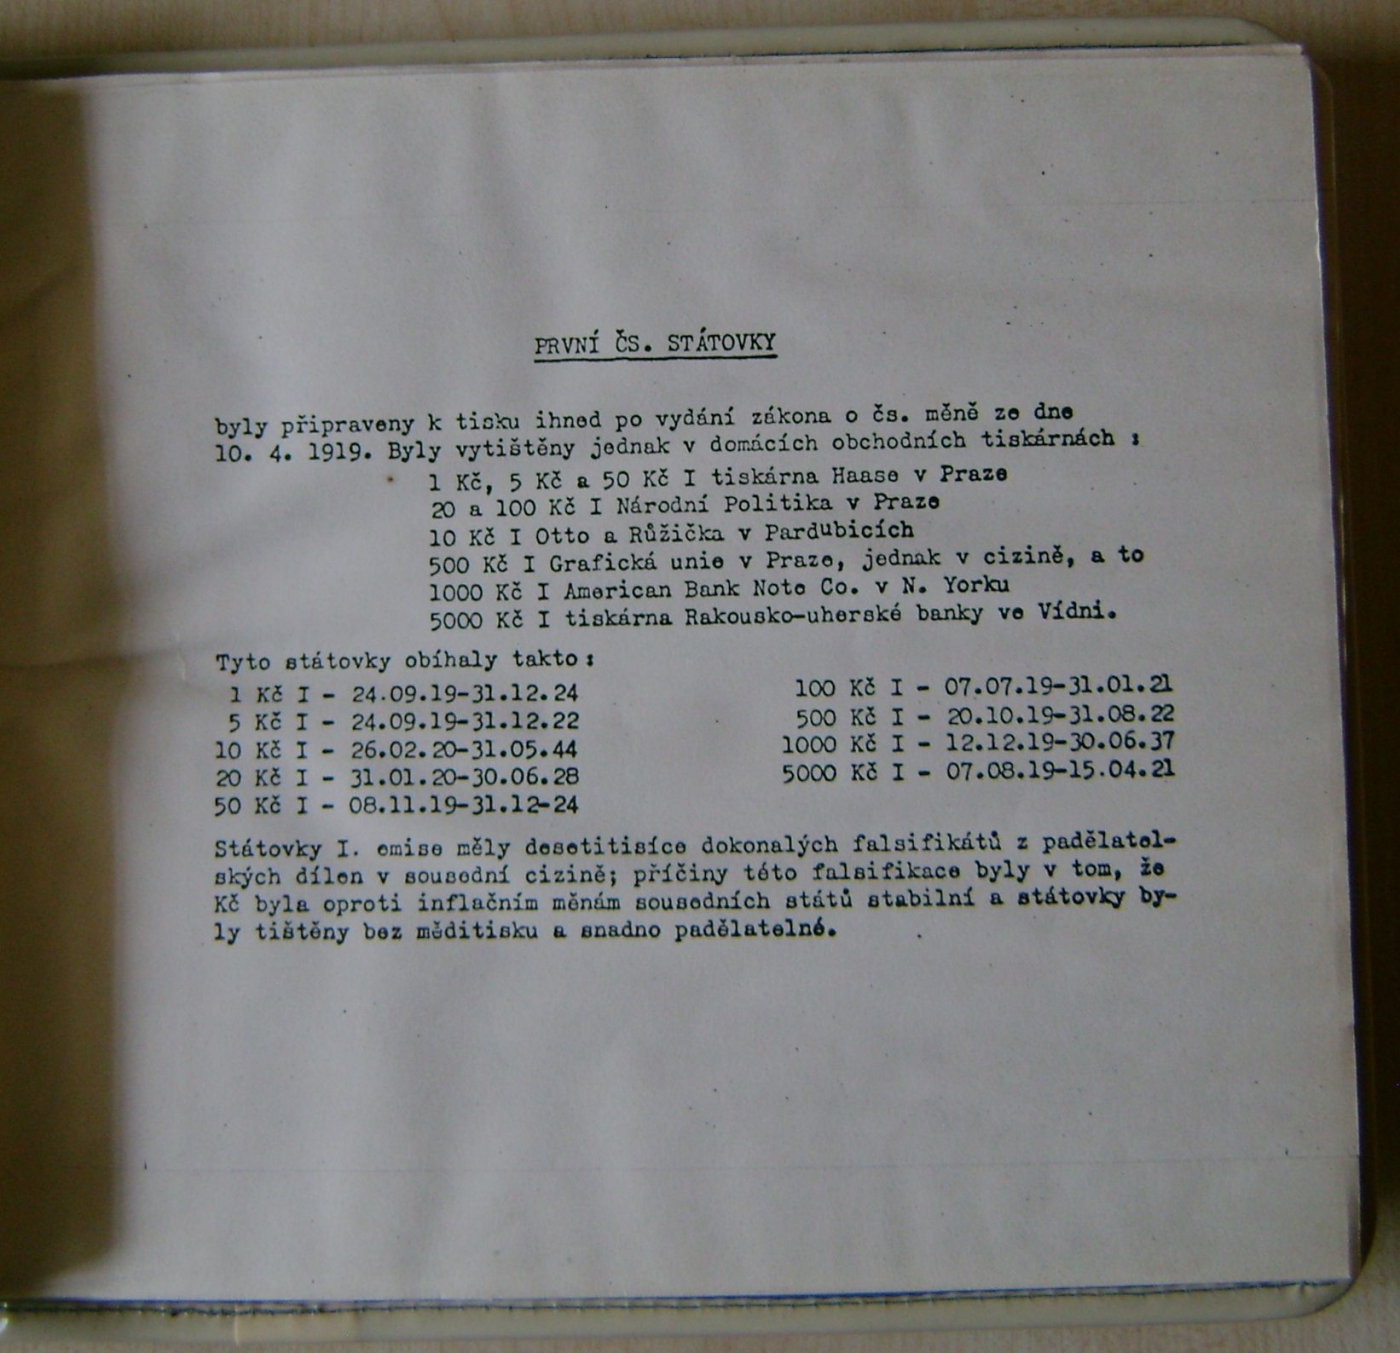 PRVNÍ ČS. STÁTOVKY
byly připraveny k tisku ihned po vydání zákona o čs. měně ze dne
10. 4. 1919. Byly vytištěny jednak v domácích obchodních tiskárnách :
1 Kč, 5 Kč a 50 Kč I tiskárna Haase v Praze
20 a 100 Kč I Národní Politika v Praze
10 Kč I Otto a Růžička v Pardubicích
500 Kč I Grafická unie v Praze, jednak v cizině, a to
1000 Kč I American Bank Note Co. v N. Yorku
5000 Kč I tiskárna Rakousko-uherské banky ve Vídni.
Tyto státovky obíhaly takto :
1 Kč I - 24.09.19-31.12.24
5 Kč I - 24.09.19-31.12.22
10 Kč I - 26.02.20-31.05.44
20 Kč I - 31.01.20-30.06.28
50 Kč I - 08.11.19-31.12-24
100 Kč I - 07.07.19-31.01.21
500 Kč I - 20.10.19-31.08.22
1000 Kč I - 12.12.19-30.06.37
5000 Kč I - 07.08.19-15.04.21
Státovky I. emise měly desetitisíce dokonalých falsifikátů z padělatel-
ských dílen v sousední cizině; příčiny této falsifikace byly v tom, že
Kč byla oproti inflačním měnám sousedních států stabilní a státovky by-
ly tištěny bez měditisku a snadno padělatelné.